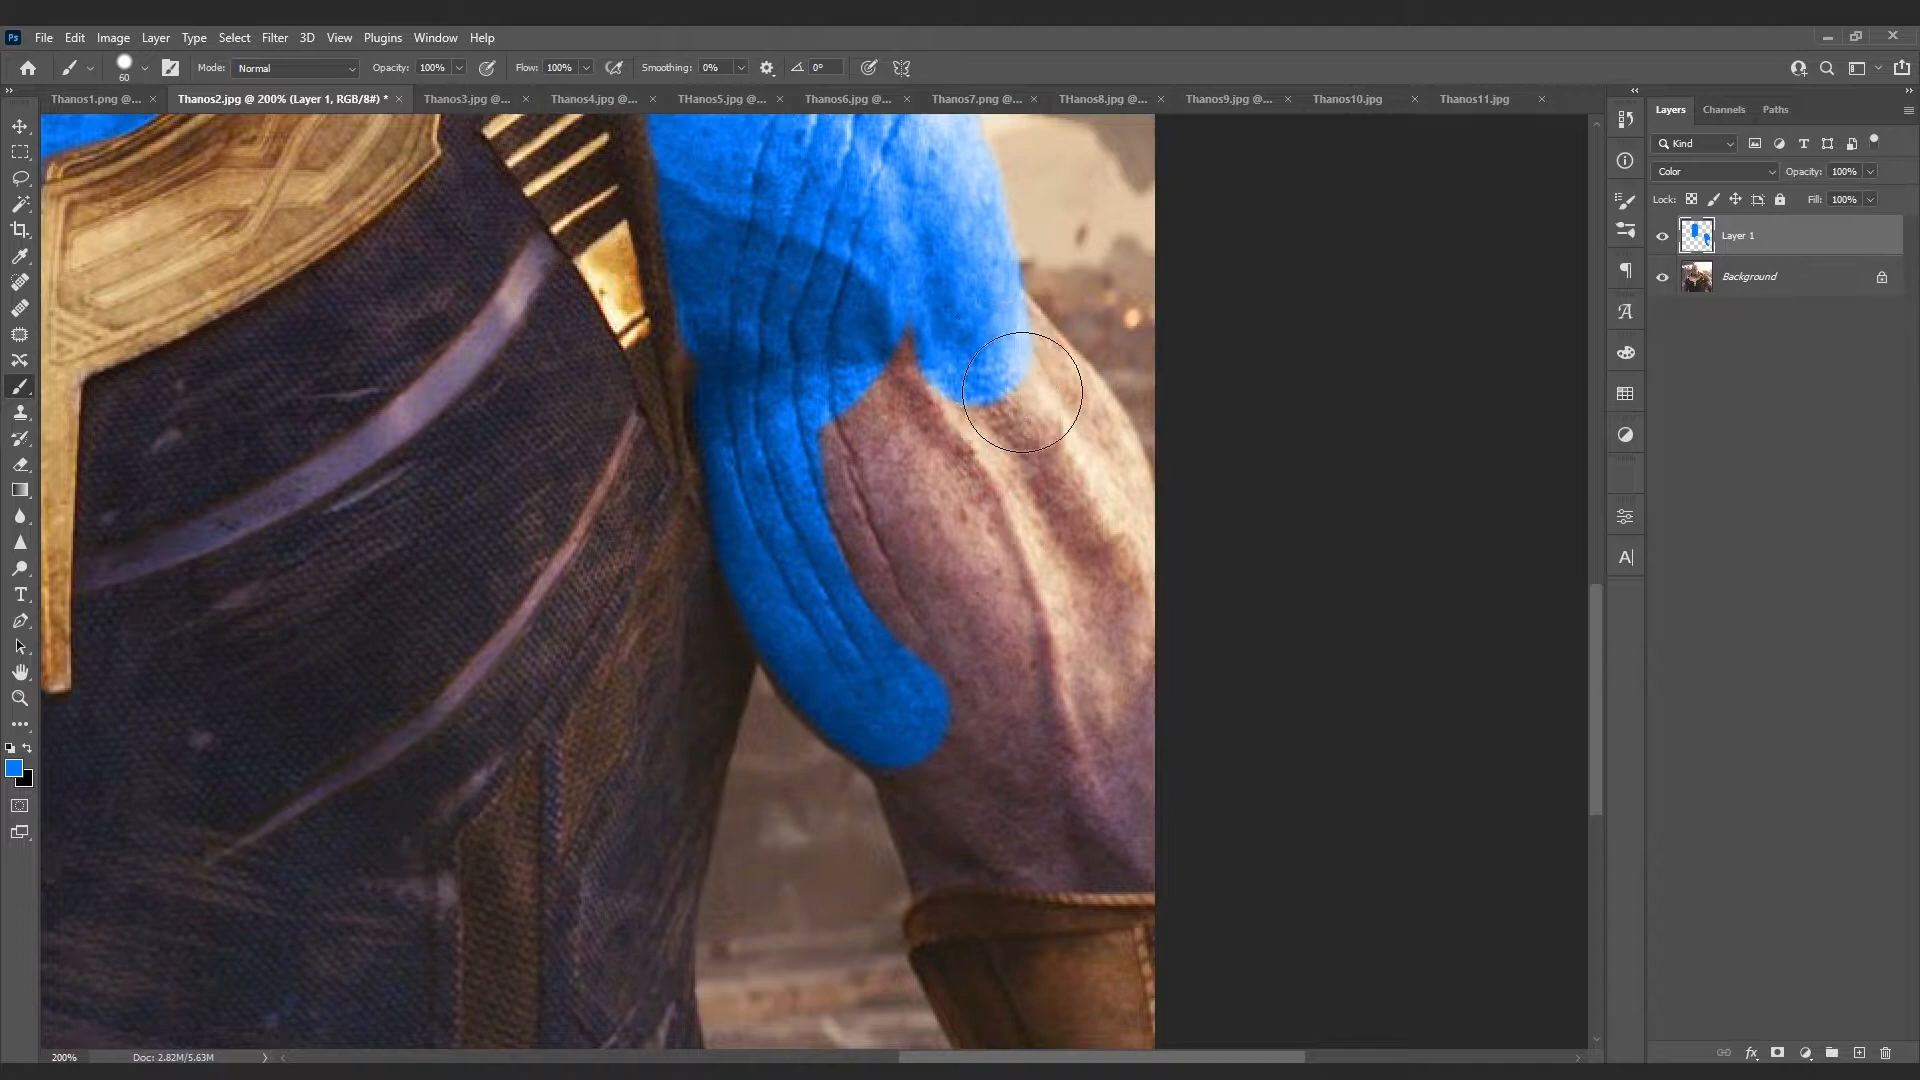 Ps File Edit Image Layer Type Select Filter 3D View Plugins Window Help
60 Mode: Normal Opacity: 100% Flow: 100% Smoothing: 0% 0°
Thanos1.png @... Thanos2.jpg @ 200% (Layer 1, RGB/8#) * Thanos3.jpg @... Thanos4.jpg @... THanos5.jpg @... Thanos6.jpg @... Thanos7.png @... THanos8.jpg @... Thanos9.jpg @... Thanos10.jpg Thanos11.jpg
Layers Channels Paths
Kind
Color Opacity: 100%
Lock: Fill: 100%
Layer 1
Background
200% Doc: 2.82M/5.63M
fx